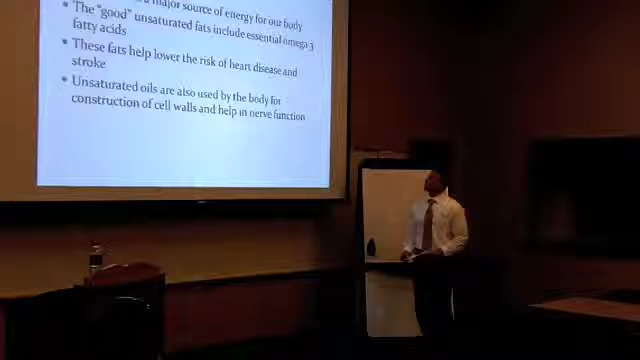 a major source of energy for our body
• The "good" unsaturated fats include essential omega 3
fatty acids
• These fats help lower the risk of heart disease and
stroke
• Unsaturated oils are also used by the body for
construction of cell walls and help in nerve function